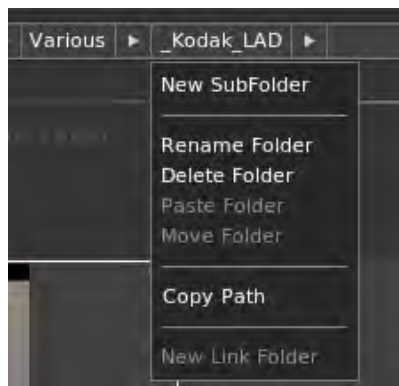 Various ▸ _Kodak_LAD ▸
New SubFolder
Rename Folder
Delete Folder
Paste Folder
Move Folder
Copy Path
New Link Folder